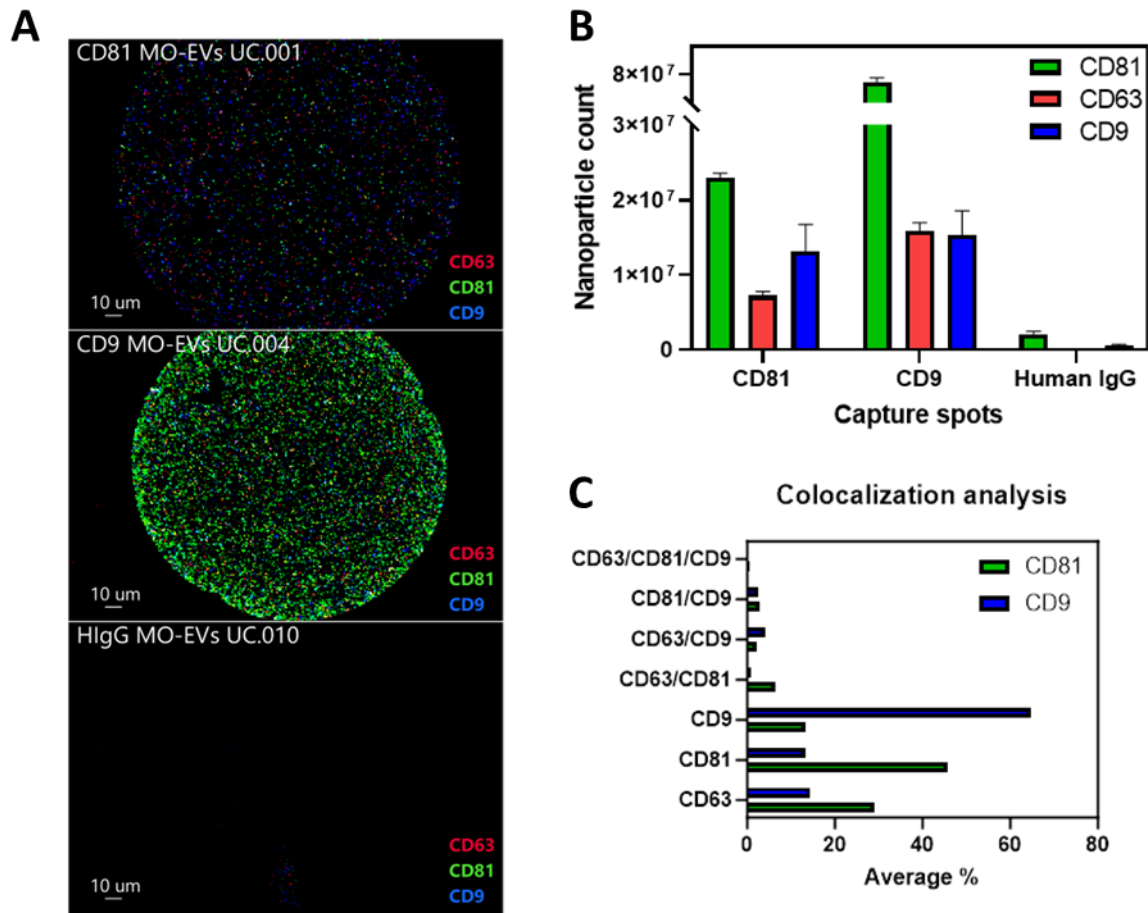 A
CD81 MO-EVs UC.001
CD63
CD81
CD9
10 um
CD9 MO-EVs UC.004
CD63
CD81
CD9
10 um
HIgG MO-EVs UC.010
CD63
CD81
CD9
10 um
B
Nanoparticle count
8×10⁷
3×10⁷
2×10⁷
1×10⁷
0
CD81
CD63
CD9
CD81 CD9 Human IgG
Capture spots
C
Colocalization analysis
CD63/CD81/CD9
CD81/CD9
CD63/CD9
CD63/CD81
CD9
CD81
CD63
CD81
CD9
0 20 40 60 80
Average %